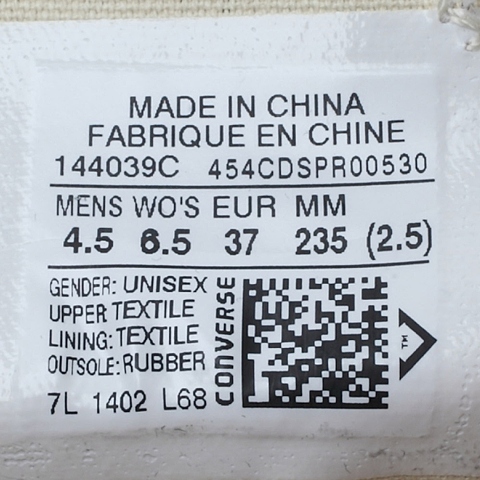 MADE IN CHINA
FABRIQUE EN CHINE
144039C 454CDSPR00530
MENS WO'S EUR MM
4.5 6.5 37 235 (2.5)
GENDER: UNISEX
UPPER: TEXTILE
LINING: TEXTILE
OUTSOLE: RUBBER
7L 1402 L68
CONVERSE
TM